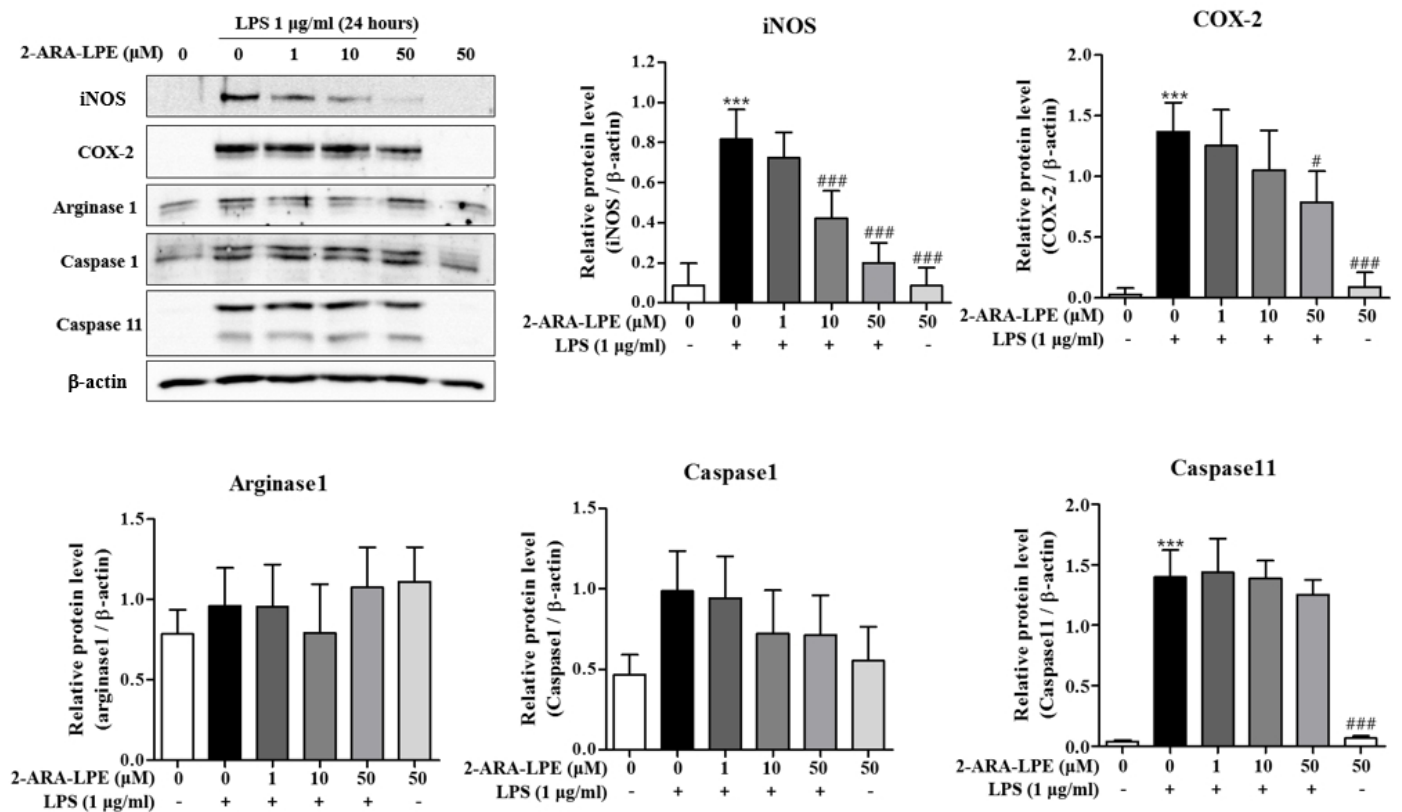 LPS 1 μg/ml (24 hours)
2-ARA-LPE (μM) 0 0 1 10 50 50
iNOS
COX-2
Arginase 1
Caspase 1
Caspase 11
β-actin
iNOS
Relative protein level
(iNOS / β-actin)
1.2
1.0
0.8
0.6
0.4
0.2
0.0
***
###
###
###
2-ARA-LPE (μM) 0 0 1 10 50 50
LPS (1 μg/ml) - + + + + -
COX-2
Relative protein level
(COX-2 / β-actin)
2.0
1.5
1.0
0.5
0.0
***
#
###
2-ARA-LPE (μM) 0 0 1 10 50 50
LPS (1 μg/ml) - + + + + -
Arginase1
Relative protein level
(arginase1 / β-actin)
1.5
1.0
0.5
0.0
2-ARA-LPE (μM) 0 0 1 10 50 50
LPS (1 μg/ml) - + + + + -
Caspase1
Relative protein level
(Caspase1 / β-actin)
1.5
1.0
0.5
0.0
2-ARA-LPE (μM) 0 0 1 10 50 50
LPS (1 μg/ml) - + + + + -
Caspase11
Relative protein level
(Caspase11 / β-actin)
2.0
1.5
1.0
0.5
0.0
***
###
2-ARA-LPE (μM) 0 0 1 10 50 50
LPS (1 μg/ml) - + + + + -